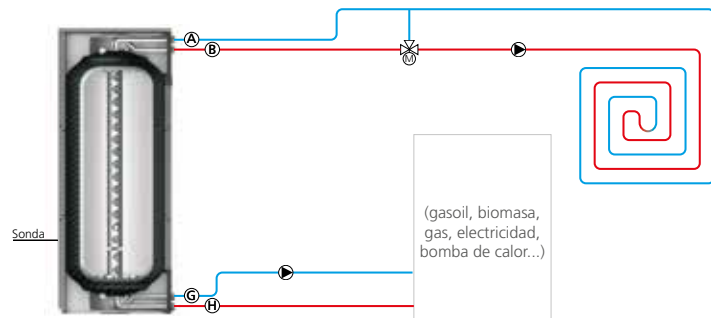 A
B
M
(gasoil, biomasa,
gas, electricidad,
bomba de calor...)
Sonda
G
H